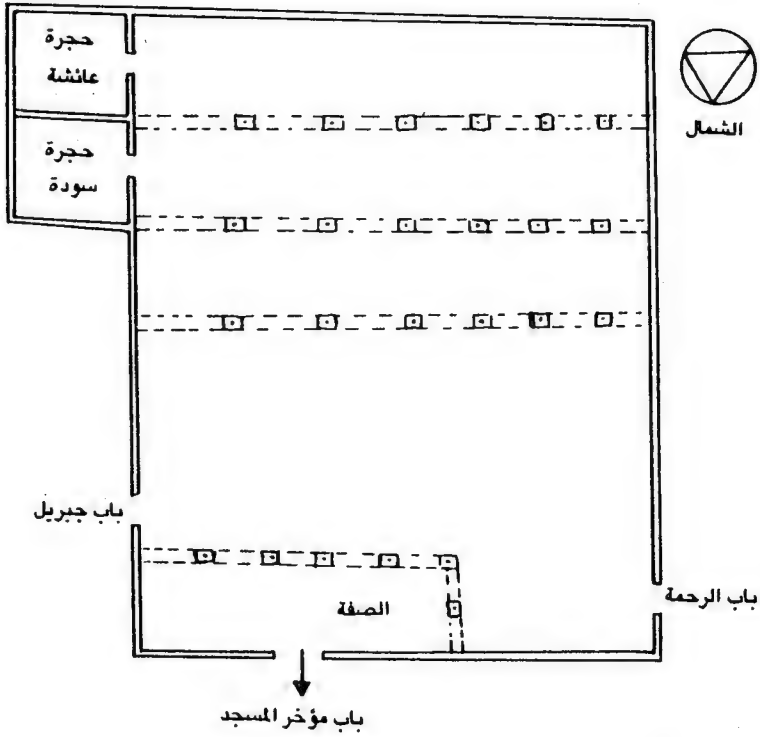 حجرة
عائشة
الشمال
حجرة
سودة
باب جبريل
باب الرحمة
الصفة
باب مؤخر المسجد